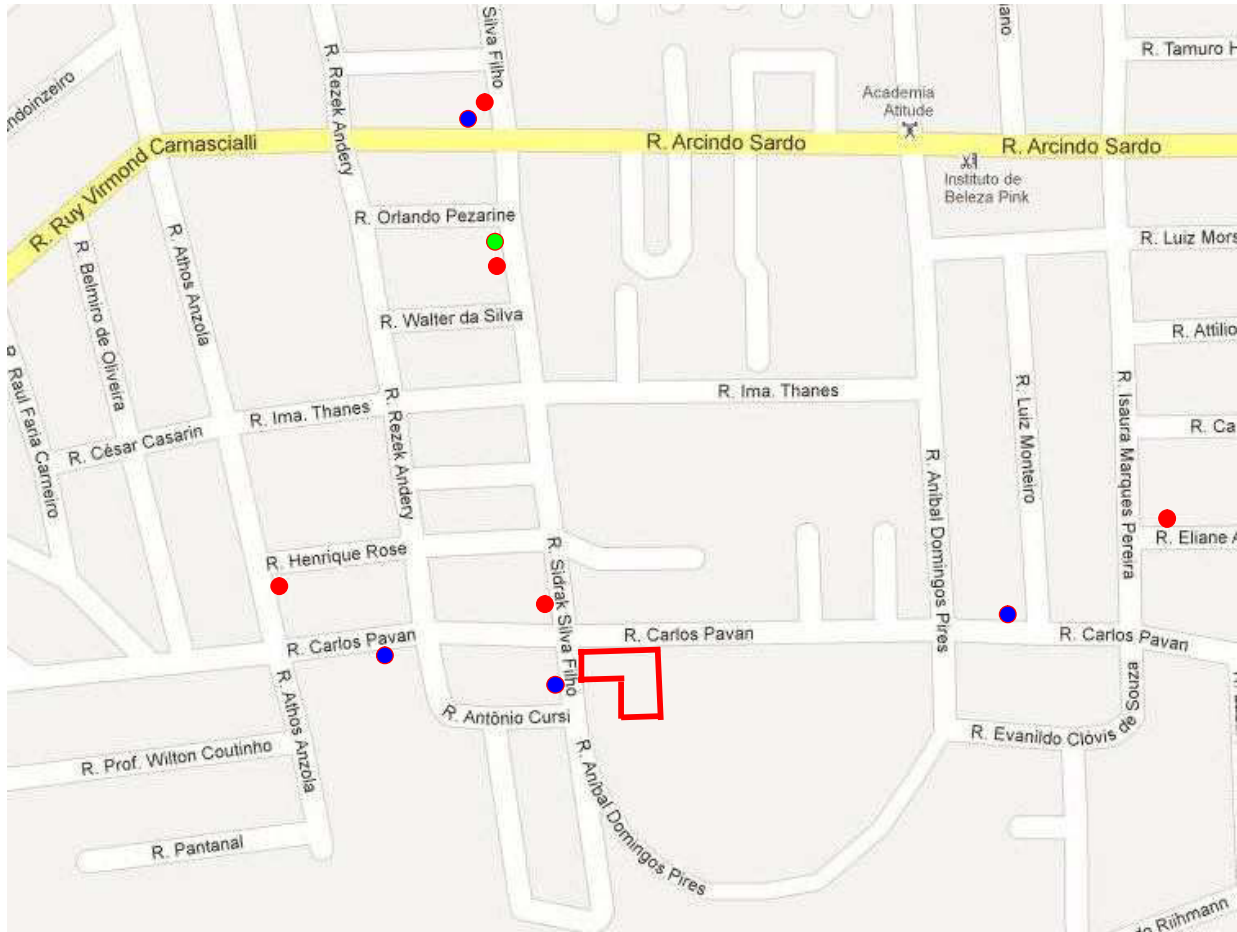 Silva Filho
R. Tamuro H
R. Rezek Andery
Academia
Atitude
R. Ruy Virmond Carnascialli
R. Arcindo Sardo
R. Arcindo Sardo
Instituto de
Beleza Pink
R. Orlando Pezarine
R. Luiz Mors
R. Belmiro de Oliveira
R. Athos Anzola
R. Walter da Silva
R. Attilio
R. Raul Faria Carneiro
R. Ima. Thanes
R. Ima. Thanes
R. César Casarin
R. Rezek Andery
R. Luiz Monteiro
R. Isaura Marques Pereira
R. Ca
R. Aníbal Domingos Pires
R. Henrique Rose
R. Sidrak Silva Filho
R. Eliane A
R. Carlos Pavan
R. Carlos Pavan
R. Carlos Pavan
R. Athos Anzola
R. Antônio Cursi
R. Evanildo Clóvis de Souza
R. Prof. Wilton Coutinho
R. Aníbal Domingos Pires
R. Pantanal
do Riihmann